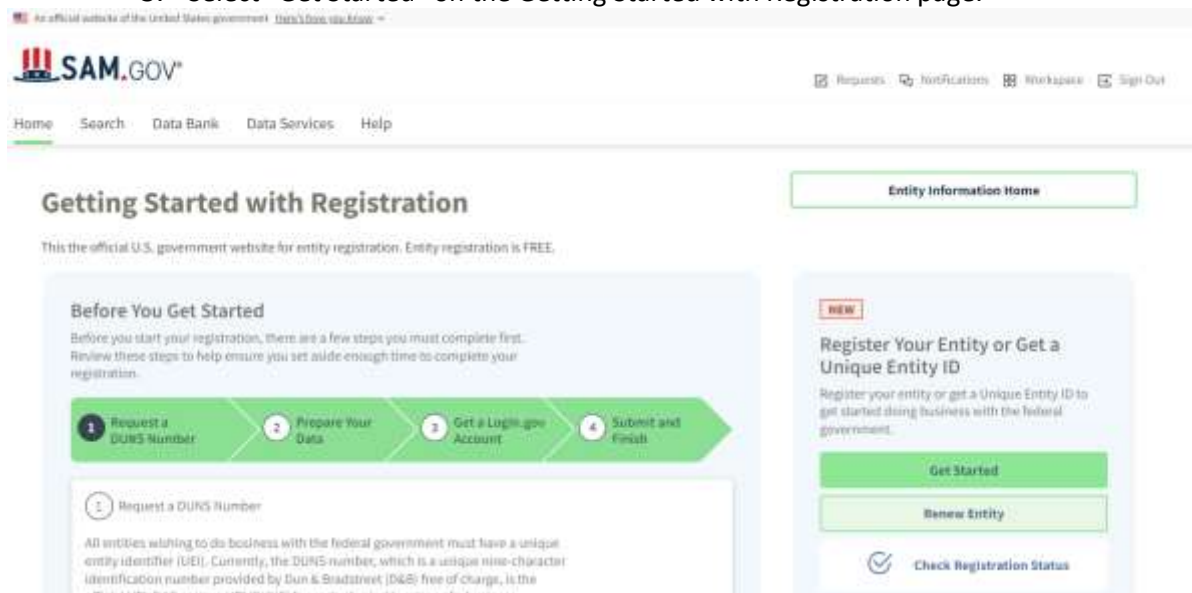 Select "Get Started" on the Getting Started with Registration page.
An official website of the United States government Here's how you know
SAM.GOV®
Requests Notifications Workspace Sign Out
Home Search Data Bank Data Services Help
Getting Started with Registration
Entity Information Home
This the official U.S. government website for entity registration. Entity registration is FREE.
Before You Get Started
Before you start your registration, there are a few steps you must complete first.
Review these steps to help ensure you set aside enough time to complete your
registration.
1 Request a
DUNS Number
2 Prepare Your
Data
3 Get a Login.gov
Account
4 Submit and
Finish
1 Request a DUNS Number
All entities wishing to do business with the federal government must have a unique
entity identifier (UEI). Currently, the DUNS number, which is a unique nine-character
identification number provided by Dun & Bradstreet (D&B) free of charge, is the
NEW
Register Your Entity or Get a
Unique Entity ID
Register your entity or get a Unique Entity ID to
get started doing business with the federal
government.
Get Started
Renew Entity
Check Registration Status